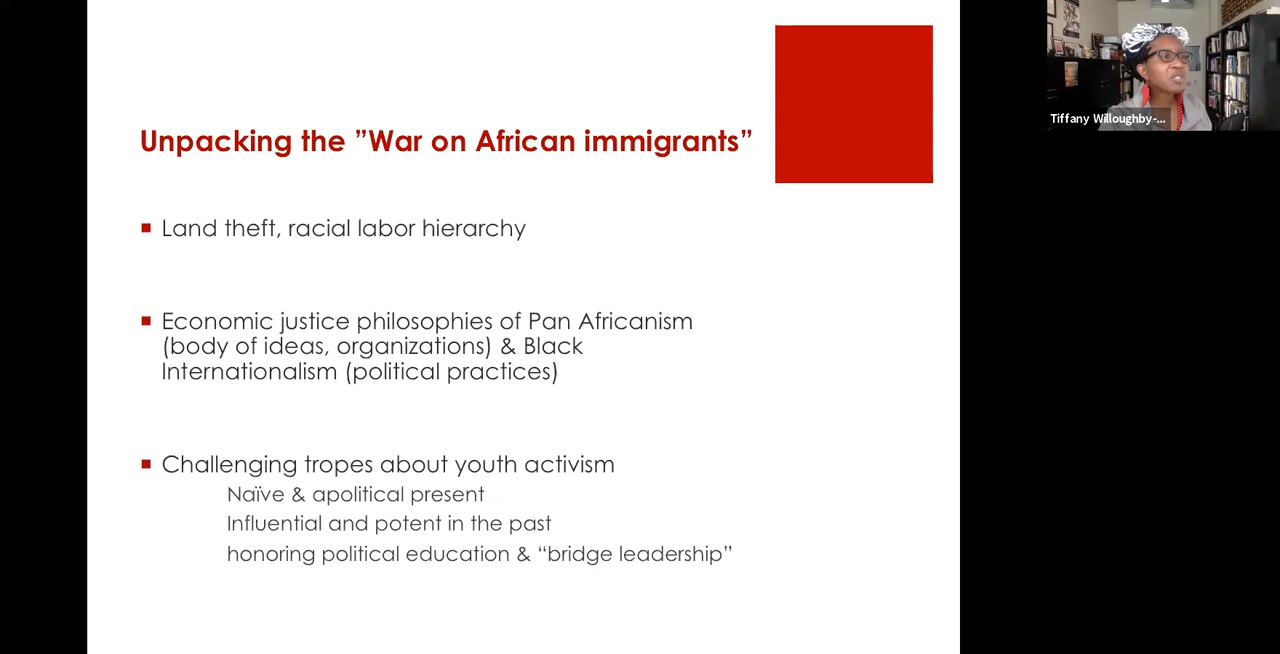 Unpacking the ”War on African immigrants”
Land theft, racial labor hierarchy
Economic justice philosophies of Pan Africanism
(body of ideas, organizations) & Black
Internationalism (political practices)
Challenging tropes about youth activism
Naïve & apolitical present
Influential and potent in the past
honoring political education & “bridge leadership”
Tiffany Willoughby-...